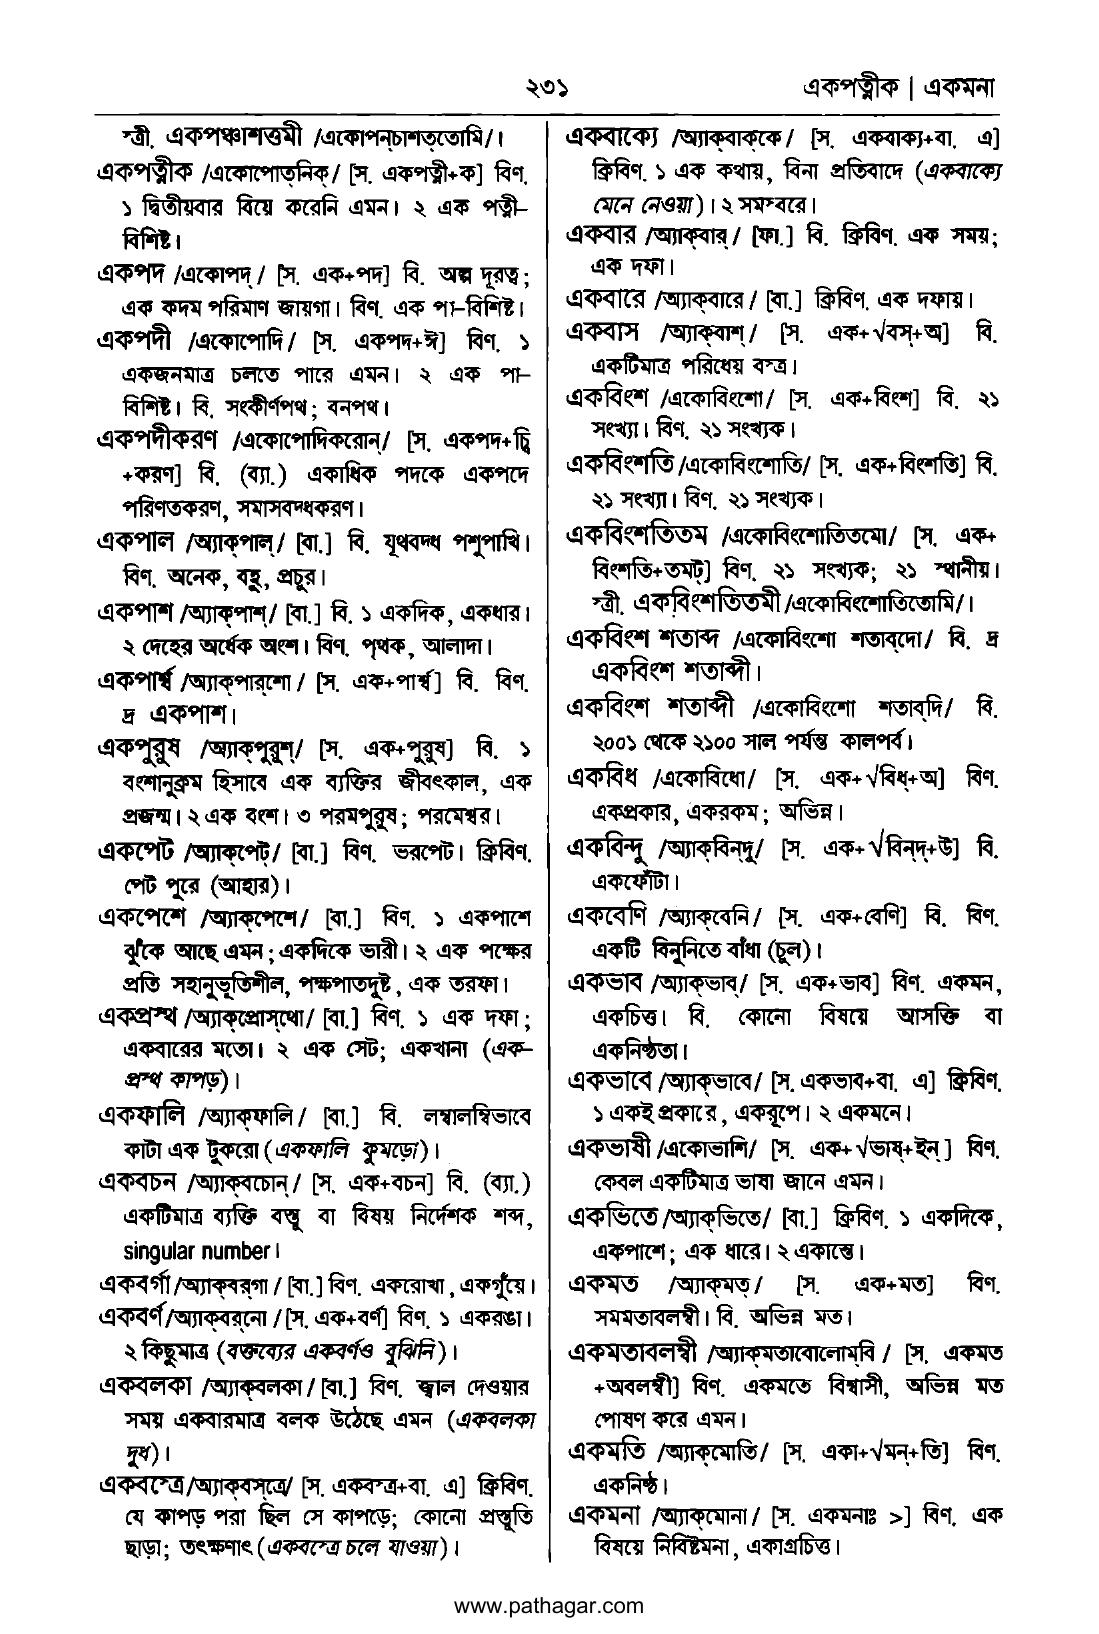 ২৩১
একপত্নীক | একমনা
স্ত্রী. একপঞ্চাশত্তমী /একোপন্‌চাশত্‌তোমি/।
একপত্নীক /একোপোত্‌নিক্‌/ [স. একপত্নী+ক] বিণ.
১ দ্বিতীয়বার বিয়ে করেনি এমন। ২ এক পত্নী-
বিশিষ্ট।
একপদ /একোপদ্‌/ [স. এক+পদ] বি. অল্প দূরত্ব;
এক কদম পরিমাণ জায়গা। বিণ. এক পা-বিশিষ্ট।
একপদী /একোপোদি/ [স. একপদ+ঈ] বিণ. ১
একজনমাত্র চলতে পারে এমন। ২ এক পা-
বিশিষ্ট। বি. সংকীর্ণপথ; বনপথ।
একপদীকরণ /একোপোদিকরোন্‌/ [স. একপদ+চ্বি
+করণ] বি. (ব্যা.) একাধিক পদকে একপদে
পরিণতকরণ, সমাসবদ্ধকরণ।
একপাল /অ্যাক্‌পাল্‌/ [বা.] বি. যূথবদ্ধ পশুপাখি।
বিণ. অনেক, বহু, প্রচুর।
একপাশ /অ্যাক্‌পাশ্‌/ [বা.] বি. ১ একদিক, একধার।
২ দেহের অর্ধেক অংশ। বিণ. পৃথক, আলাদা।
একপার্শ্ব /অ্যাক্‌পার্‌শো/ [স. এক+পার্শ্ব] বি. বিণ.
দ্র একপাশ।
একপুরুষ /অ্যাক্‌পুরুশ্‌/ [স. এক+পুরুষ] বি. ১
বংশানুক্রম হিসাবে এক ব্যক্তির জীবৎকাল, এক
প্রজন্ম। ২ এক বংশ। ৩ পরমপুরুষ; পরমেশ্বর।
একপেট /অ্যাক্‌পেট্‌/ [বা.] বিণ. ভরপেট। ক্রিবিণ.
পেট পুরে (আহার)।
একপেশে /অ্যাক্‌পেশে/ [বা.] বিণ. ১ একপাশে
ঝুঁকে আছে এমন; একদিকে ভারী। ২ এক পক্ষের
প্রতি সহানুভূতিশীল, পক্ষপাতদুষ্ট, এক তরফা।
একপ্রস্থ /অ্যাক্‌প্রোস্‌থো/ [বা.] বিণ. ১ এক দফা;
একবারের মতো। ২ এক সেট; একখানা (এক-
প্রস্থ কাপড়)।
একফালি /অ্যাক্‌ফালি/ [বা.] বি. লম্বালম্বিভাবে
কাটা এক টুকরো (একফালি কুমড়ো)।
একবচন /অ্যাক্‌বচোন্‌/ [স. এক+বচন] বি. (ব্যা.)
একটিমাত্র ব্যক্তি বস্তু বা বিষয় নির্দেশক শব্দ,
singular number।
একবর্গা /অ্যাক্‌বর্‌গা/ [বা.] বিণ. একরোখা, একগুঁয়ে।
একবর্ণ /অ্যাক্‌বর্‌নো/ [স. এক+বর্ণ] বিণ. ১ একরঙা।
২ কিছুমাত্র (বক্তব্যের একবর্ণও বুঝিনি)।
একবলকা /অ্যাক্‌বলকা/ [বা.] বিণ. জ্বাল দেওয়ার
সময় একবারমাত্র বলক উঠেছে এমন (একবলকা
দুধ)।
একবস্ত্রে /অ্যাক্‌বস্‌ত্রে/ [স. একবস্ত্র+বা. এ] ক্রিবিণ.
যে কাপড় পরা ছিল সে কাপড়ে; কোনো প্রস্তুতি
ছাড়া; তৎক্ষণাৎ (একবস্ত্রে চলে যাওয়া)।
একবাক্যে /অ্যাক্‌বাক্‌কে/ [স. একবাক্য+বা. এ]
ক্রিবিণ. ১ এক কথায়, বিনা প্রতিবাদে (একবাক্যে
মেনে নেওয়া)। ২ সমস্বরে।
একবার /অ্যাক্‌বার্‌/ [ফা.] বি. ক্রিবিণ. এক সময়;
এক দফা।
একবারে /অ্যাক্‌বারে/ [বা.] ক্রিবিণ. এক দফায়।
একবাস /অ্যাক্‌বাশ্‌/ [স. এক+√বস্‌+অ] বি.
একটিমাত্র পরিধেয় বস্ত্র।
একবিংশ /একোবিংশো/ [স. এক+বিংশ] বি. ২১
সংখ্যা। বিণ. ২১ সংখ্যক।
একবিংশতি /একোবিংশোতি/ [স. এক+বিংশতি] বি.
২১ সংখ্যা। বিণ. ২১ সংখ্যক।
একবিংশতিতম /একোবিংশোতিতমো/ [স. এক+
বিংশতি+তমট্‌] বিণ. ২১ সংখ্যক; ২১ স্থানীয়।
স্ত্রী. একবিংশতিতমী /একোবিংশোতিতোমি/।
একবিংশ শতাব্দ /একোবিংশো শতাব্‌দো/ বি. দ্র
একবিংশ শতাব্দী।
একবিংশ শতাব্দী /একোবিংশো শতাব্‌দি/ বি.
২০০১ থেকে ২১০০ সাল পর্যন্ত কালপর্ব।
একবিধ /একোবিধো/ [স. এক+√বিধ্‌+অ] বিণ.
একপ্রকার, একরকম; অভিন্ন।
একবিন্দু /অ্যাক্‌বিন্‌দু/ [স. এক+√বিন্‌দ্‌+উ] বি.
একফোঁটা।
একবেণি /অ্যাক্‌বেনি/ [স. এক+বেণি] বি. বিণ.
একটি বিনুনিতে বাঁধা (চুল)।
একভাব /অ্যাক্‌ভাব্‌/ [স. এক+ভাব] বিণ. একমন,
একচিত্ত। বি. কোনো বিষয়ে আসক্তি বা
একনিষ্ঠতা।
একভাবে /অ্যাক্‌ভাবে/ [স. একভাব+বা. এ] ক্রিবিণ.
১ একই প্রকারে, একরূপে। ২ একমনে।
একভাষী /একোভাশি/ [স. এক+√ভাষ্‌+ইন্‌] বিণ.
কেবল একটিমাত্র ভাষা জানে এমন।
একভিতে /অ্যাক্‌ভিতে/ [বা.] ক্রিবিণ. ১ একদিকে,
একপাশে; এক ধারে। ২ একান্তে।
একমত /অ্যাক্‌মত্‌/ [স. এক+মত] বিণ.
সমমতাবলম্বী। বি. অভিন্ন মত।
একমতাবলম্বী /অ্যাক্‌মতাবোলোম্‌বি/ [স. একমত
+অবলম্বী] বিণ. একমতে বিশ্বাসী, অভিন্ন মত
পোষণ করে এমন।
একমতি /অ্যাক্‌মোতি/ [স. একা+√মন্‌+তি] বিণ.
একনিষ্ঠ।
একমনা /অ্যাক্‌মোনা/ [স. একমনাঃ >] বিণ. এক
বিষয়ে নিবিষ্টমনা, একাগ্রচিত্ত।
www.pathagar.com